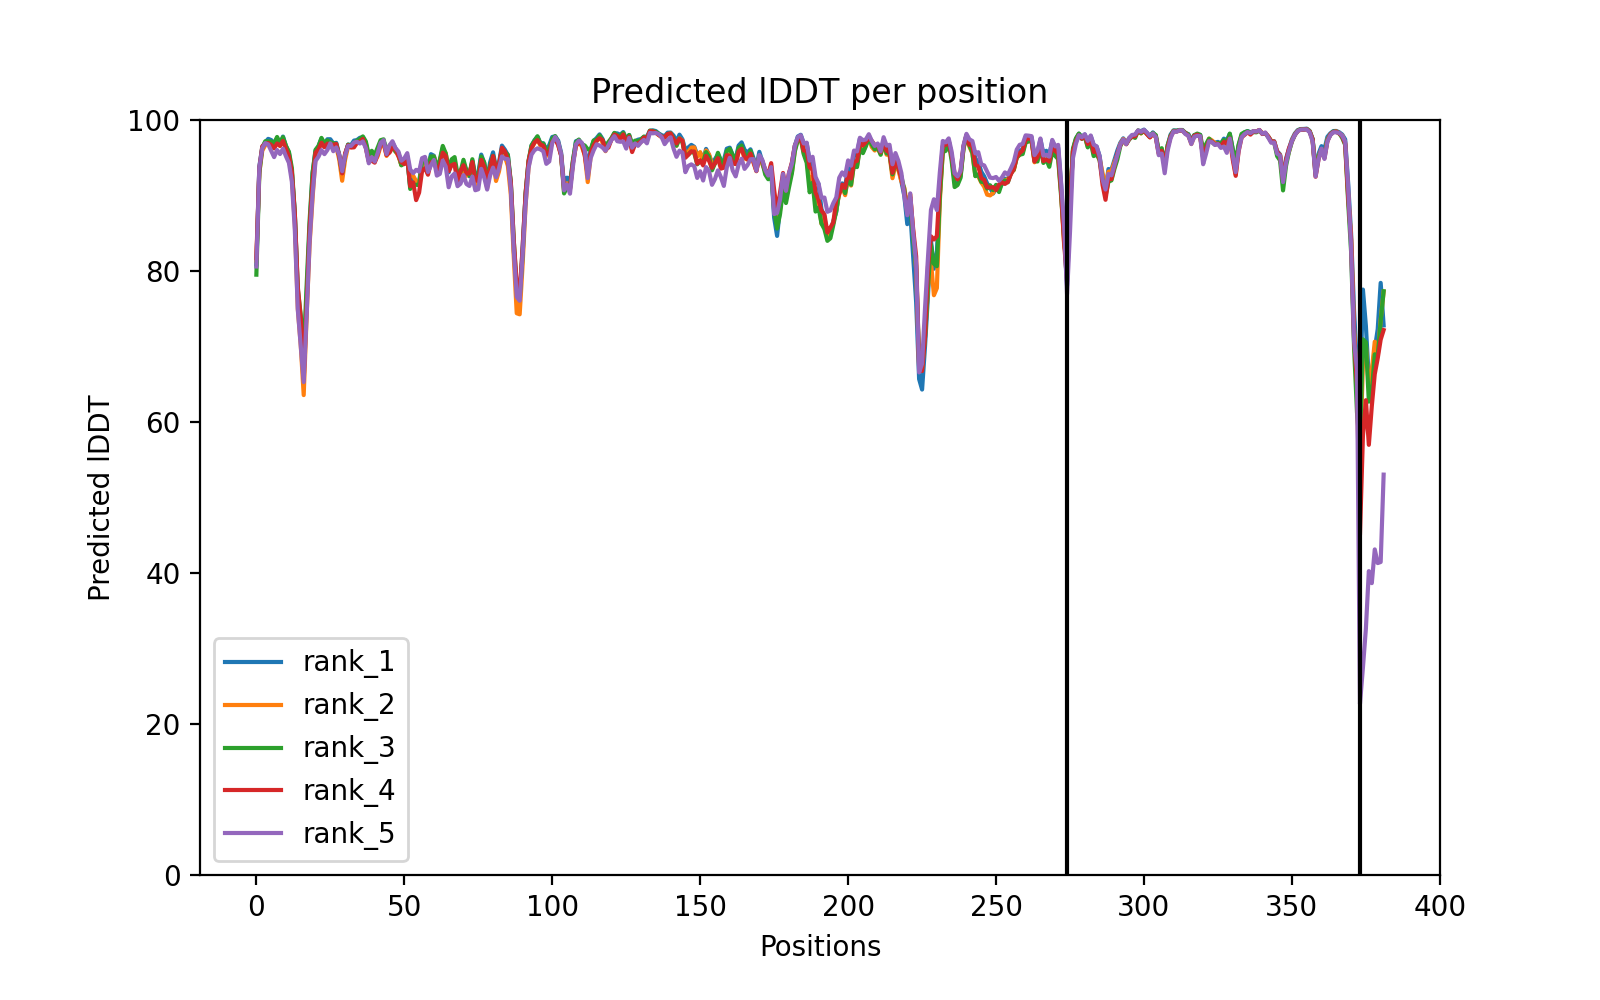 Predicted lDDT per position
100
80
60
40
20
0
Predicted lDDT
rank_1
rank_2
rank_3
rank_4
rank_5
0 50 100 150 200 250 300 350 400
Positions